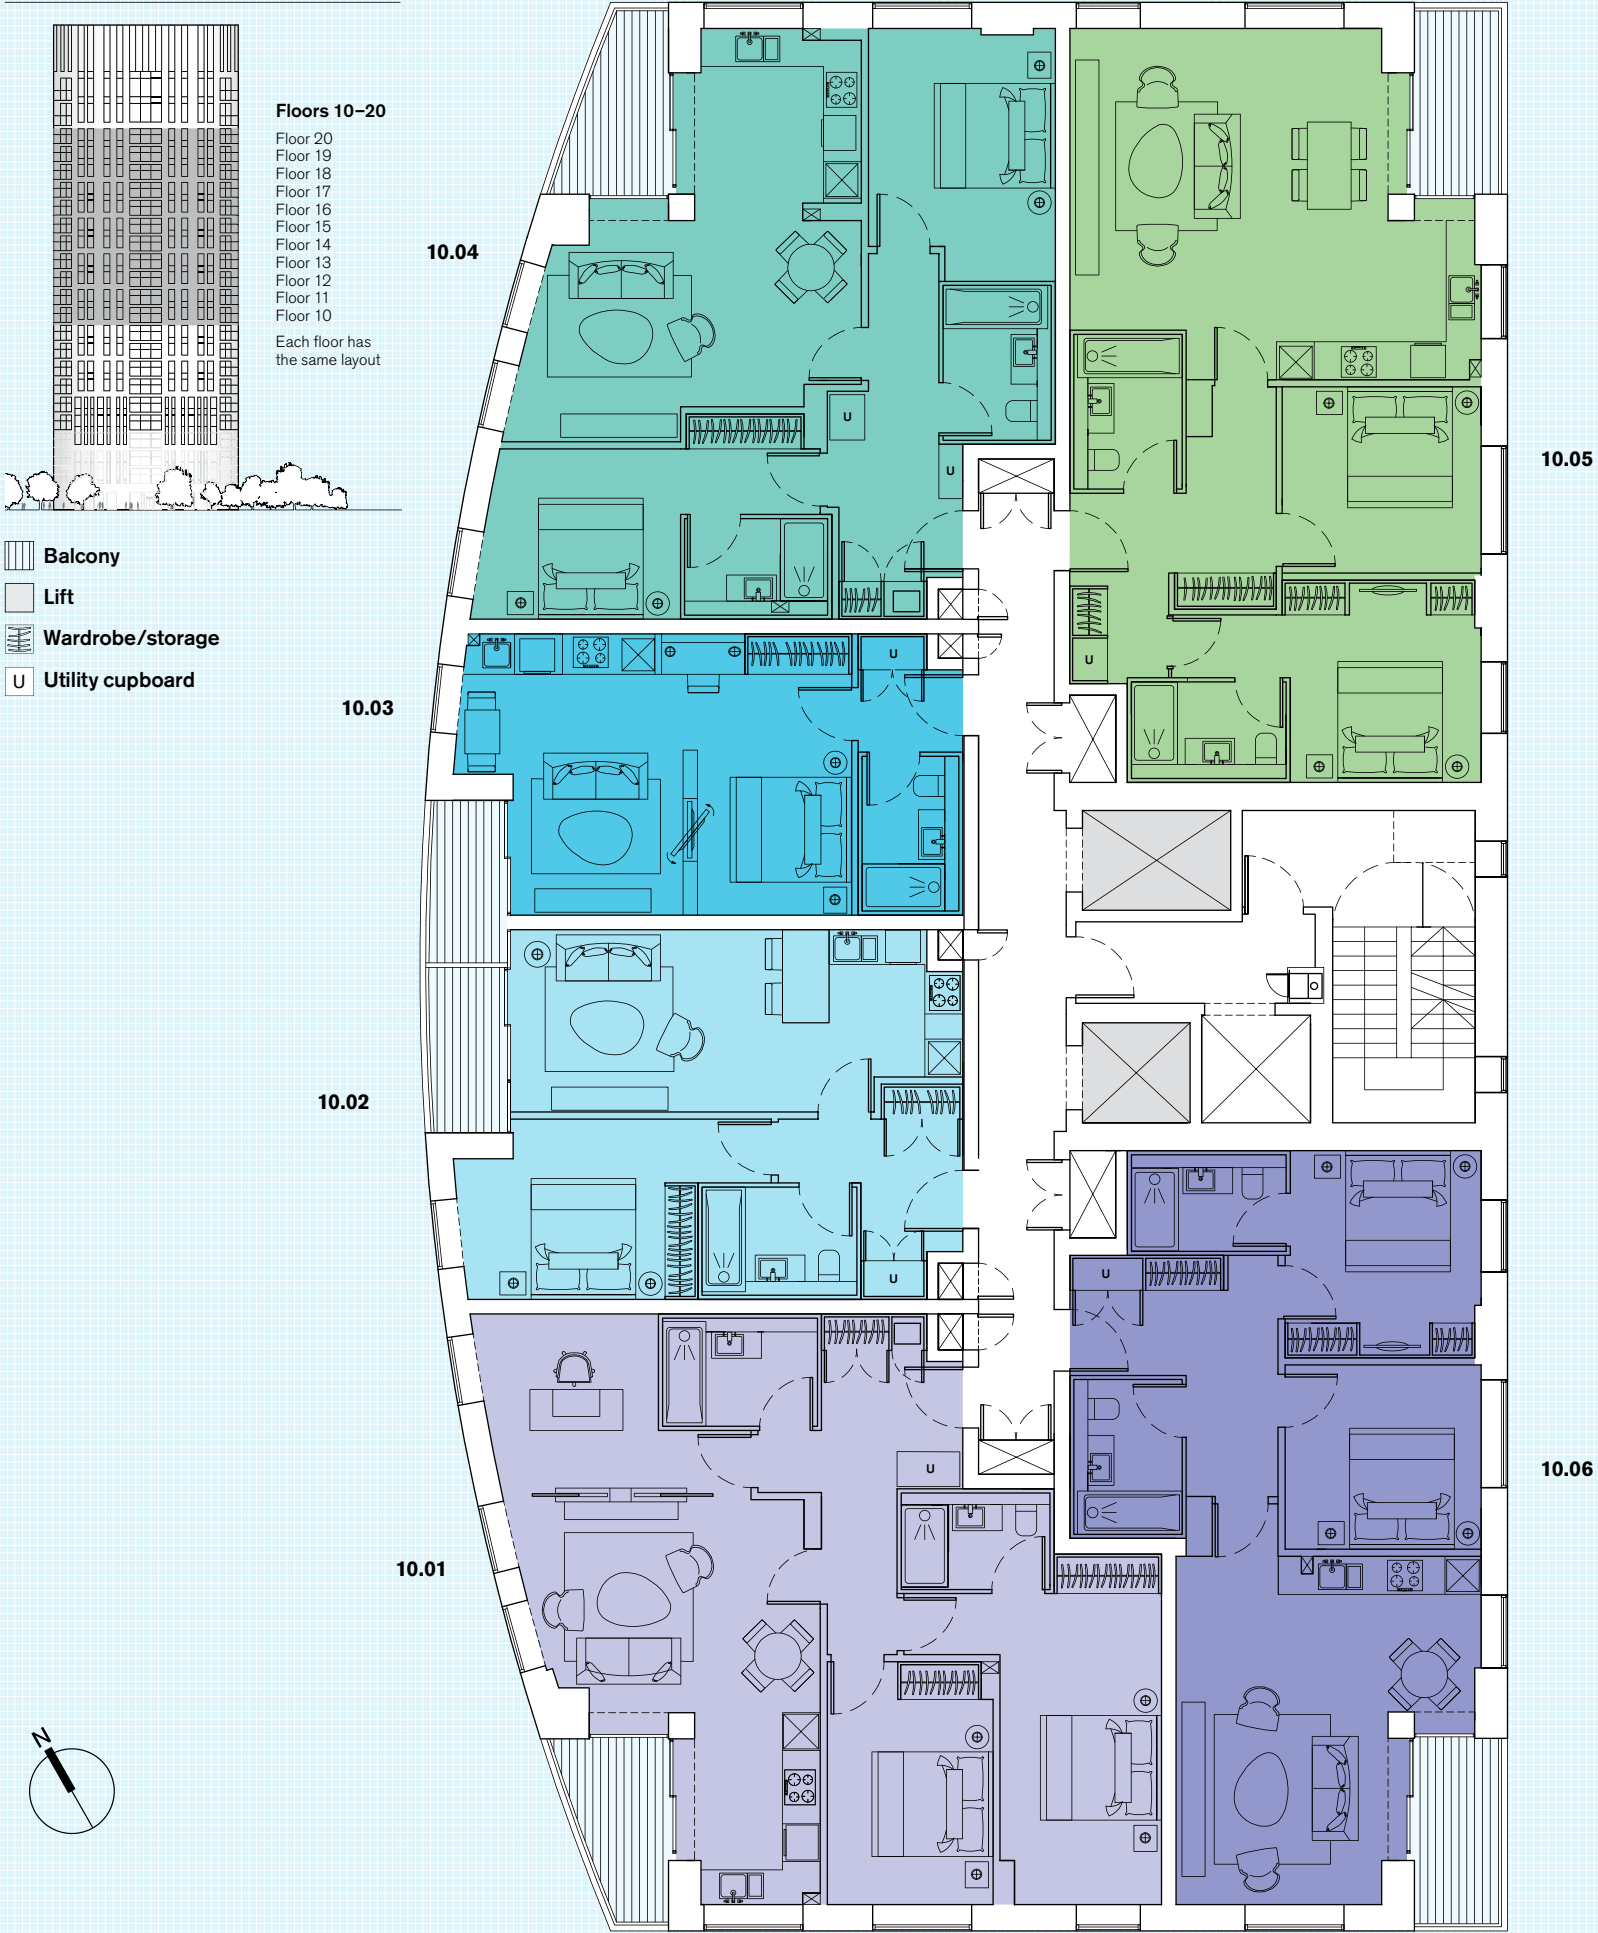 Floors 10–20
Floor 20
Floor 19
Floor 18
Floor 17
Floor 16
Floor 15
Floor 14
Floor 13
Floor 12
Floor 11
Floor 10
Each floor has
the same layout
Balcony
Lift
Wardrobe/storage
U Utility cupboard
10.04
U
U
10.05
U
10.03
U
10.02
U
U
10.06
U
10.01
N